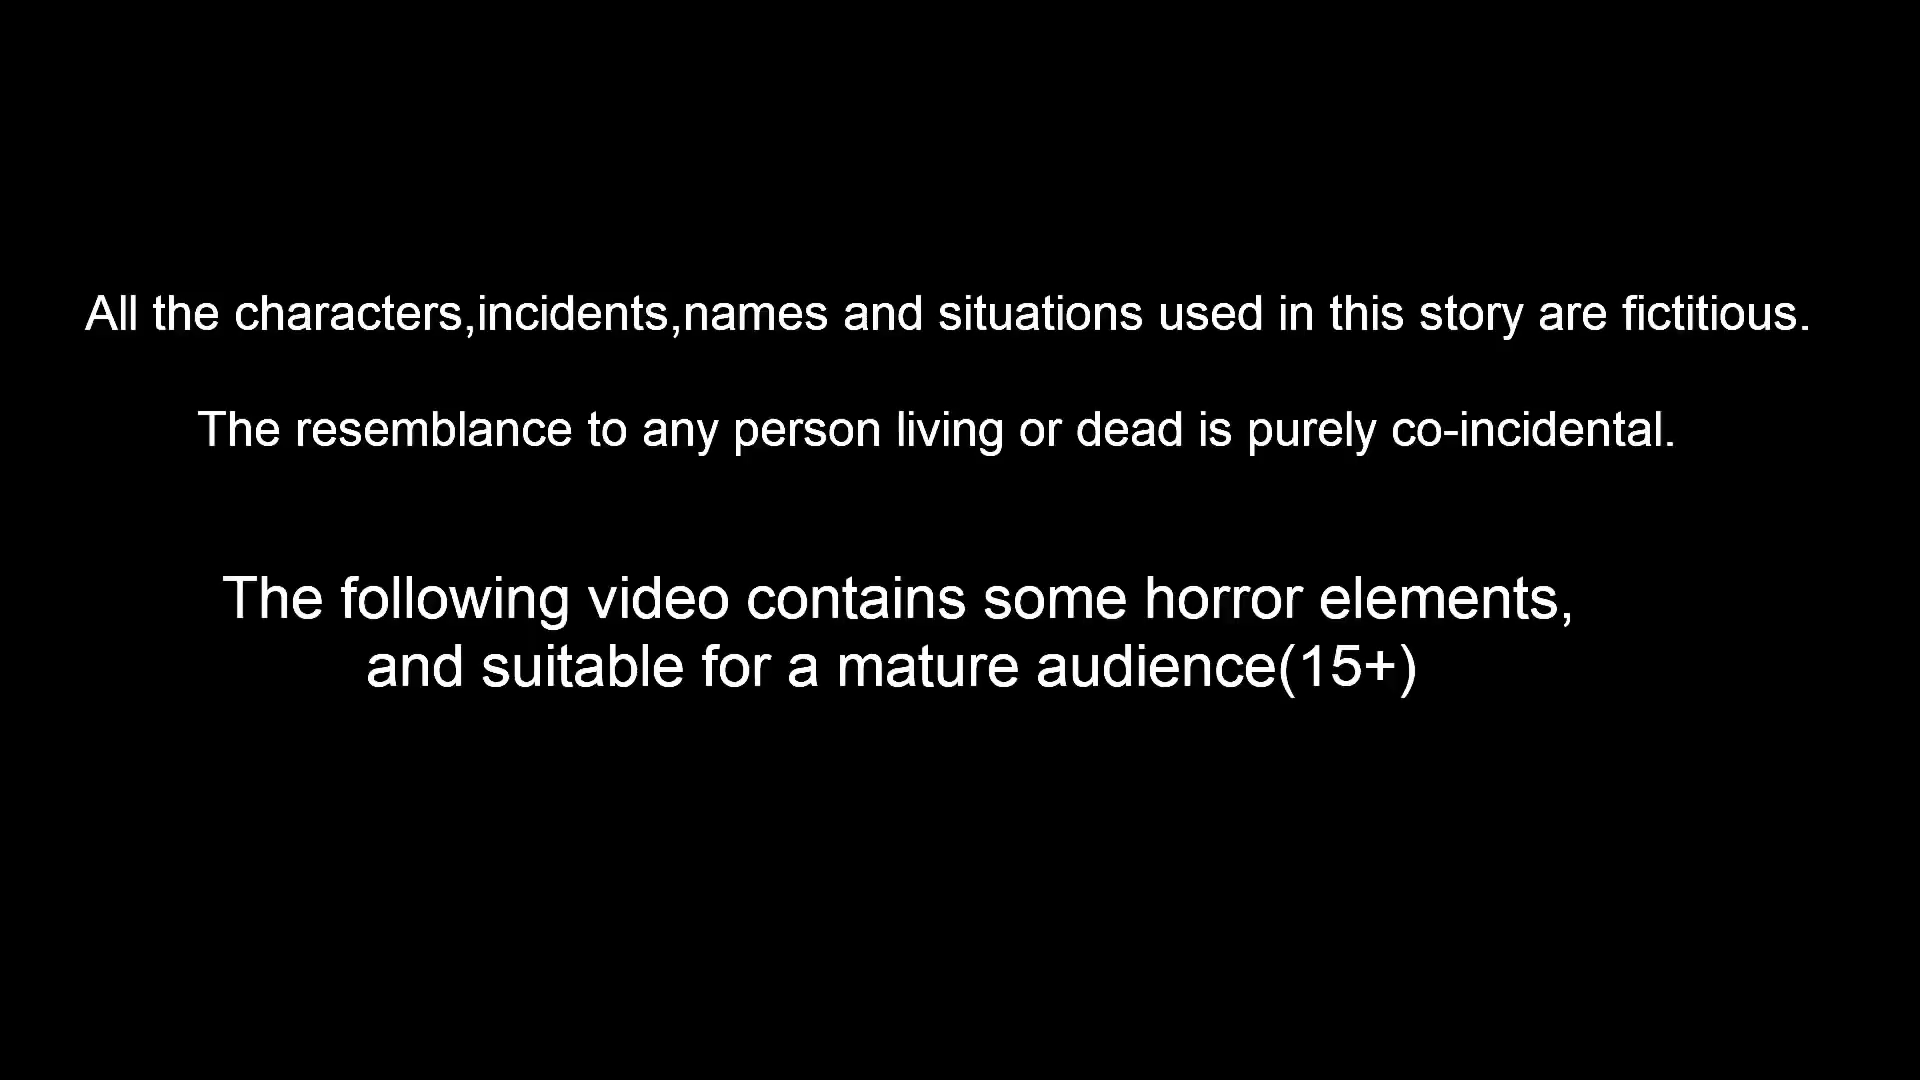 All the characters,incidents,names and situations used in this story are fictitious.
The resemblance to any person living or dead is purely co-incidental.
The following video contains some horror elements,
and suitable for a mature audience(15+)